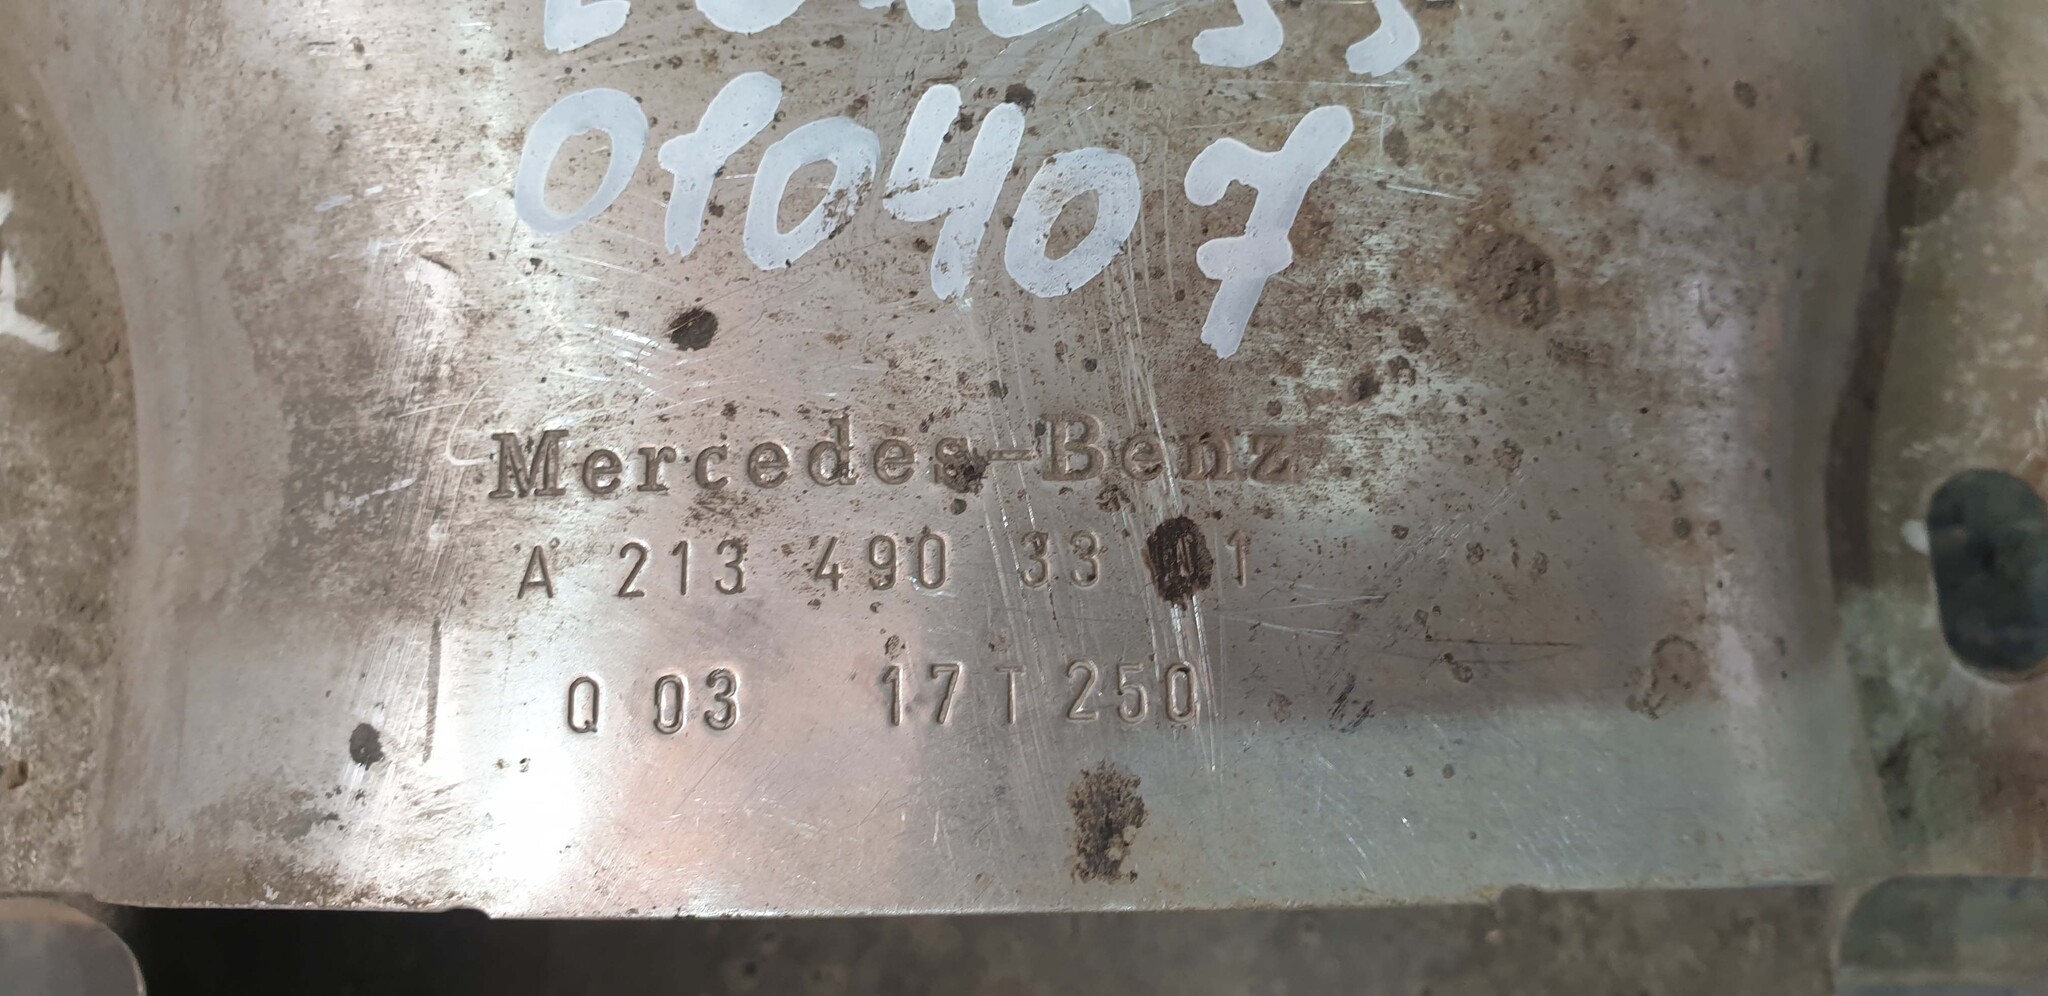 010407
Mercedes-Benz
A 213 490 33 01
Q 03 17 T 250